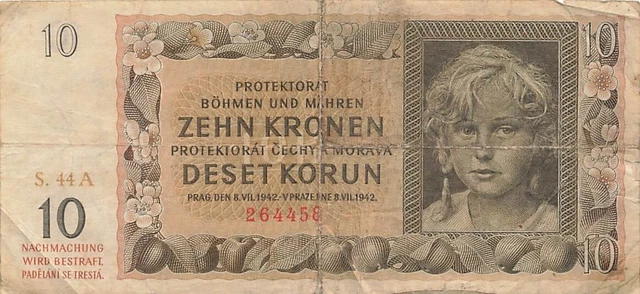 10
10
PROTEKTORAT
BÖHMEN UND MÄHREN
ZEHN KRONEN
PROTEKTORÁT ČECHY A MORAVA
DESET KORUN
PRAG, DEN 8. VII. 1942. - V PRAZE DNE 8. VII. 1942.
264458
S. 44A
10
NACHMACHUNG
WIRD BESTRAFT.
PADĚLÁNÍ SE TRESTÁ.
10